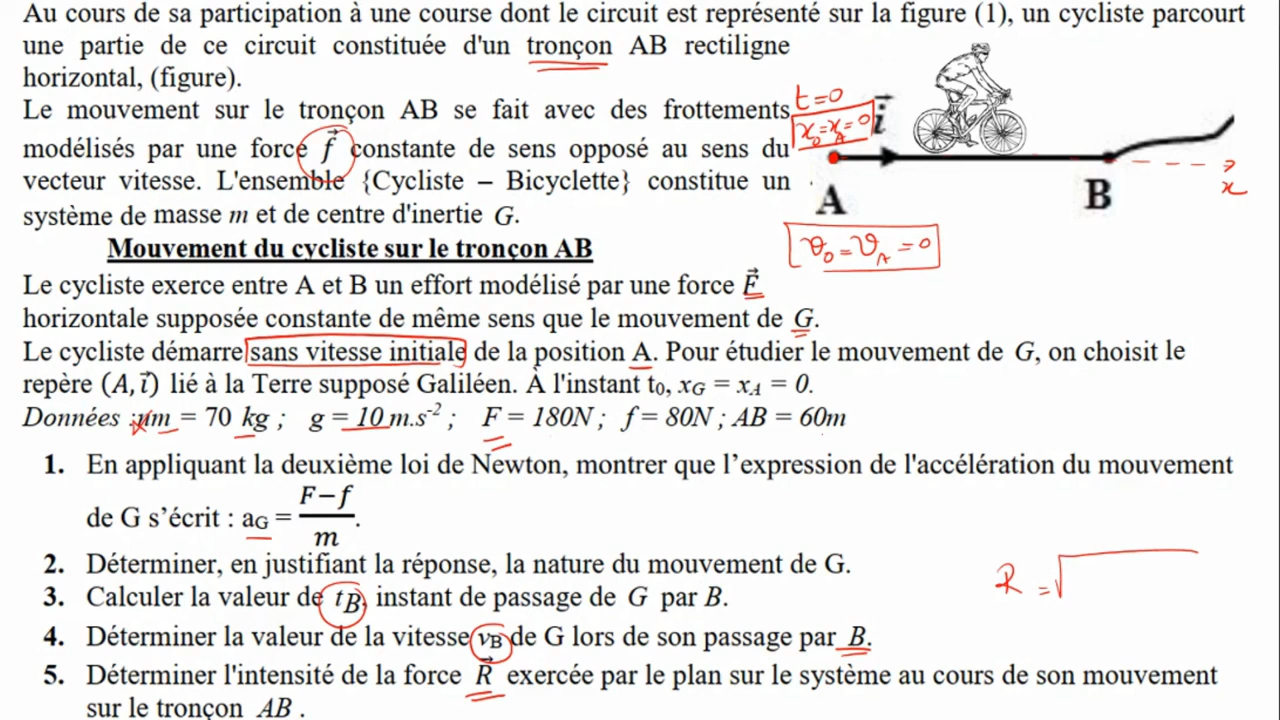 Au cours de sa participation à une course dont le circuit est représenté sur la figure (1), un cycliste parcourt
une partie de ce circuit constituée d'un tronçon AB rectiligne
horizontal, (figure).
Le mouvement sur le tronçon AB se fait avec des frottements
modélisés par une force f⃗ constante de sens opposé au sens du
vecteur vitesse. L'ensemble {Cycliste – Bicyclette} constitue un
système de masse m et de centre d'inertie G.
t=0
x₀=x_A=0
i⃗
A
B
x
v₀=v_A=0
Mouvement du cycliste sur le tronçon AB
Le cycliste exerce entre A et B un effort modélisé par une force F⃗
horizontale supposée constante de même sens que le mouvement de G.
Le cycliste démarre sans vitesse initiale de la position A. Pour étudier le mouvement de G, on choisit le
repère (A,i⃗) lié à la Terre supposé Galiléen. À l'instant t₀, x_G = x_A = 0.
Données : m = 70 kg ; g = 10 m.s⁻² ; F = 180N ; f = 80N ; AB = 60m
1. En appliquant la deuxième loi de Newton, montrer que l’expression de l'accélération du mouvement
de G s’écrit : a_G = (F−f)/m.
2. Déterminer, en justifiant la réponse, la nature du mouvement de G.
3. Calculer la valeur de t_B, instant de passage de G par B.
R=√
4. Déterminer la valeur de la vitesse v_B de G lors de son passage par B.
5. Déterminer l'intensité de la force R⃗ exercée par le plan sur le système au cours de son mouvement
sur le tronçon AB .